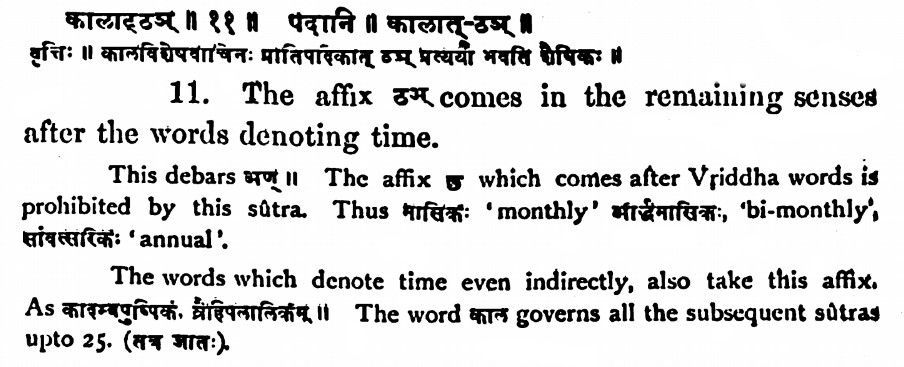 कालाट्ठञ् ॥ ११ ॥ पदानि ॥ कालात्-ठञ् ॥
वृत्तिः ॥ कालविशेषवाचिनः प्रातिपदिकात् ठञ् प्रत्ययो भवति शैषिकः ॥
11. The affix ठञ् comes in the remaining senses
after the words denoting time.
This debars अण् ॥ The affix छ which comes after Vṛiddha words is
prohibited by this sûtra. Thus मासिकः 'monthly' आर्द्धमासिकः, 'bi-monthly',
सांवत्सरिकः 'annual'.
The words which denote time even indirectly, also take this affix.
As कादम्बपुष्पिकं, व्रैहिपलालिकम् ॥ The word काल governs all the subsequent sûtras
upto 25. (तत्र जातः).